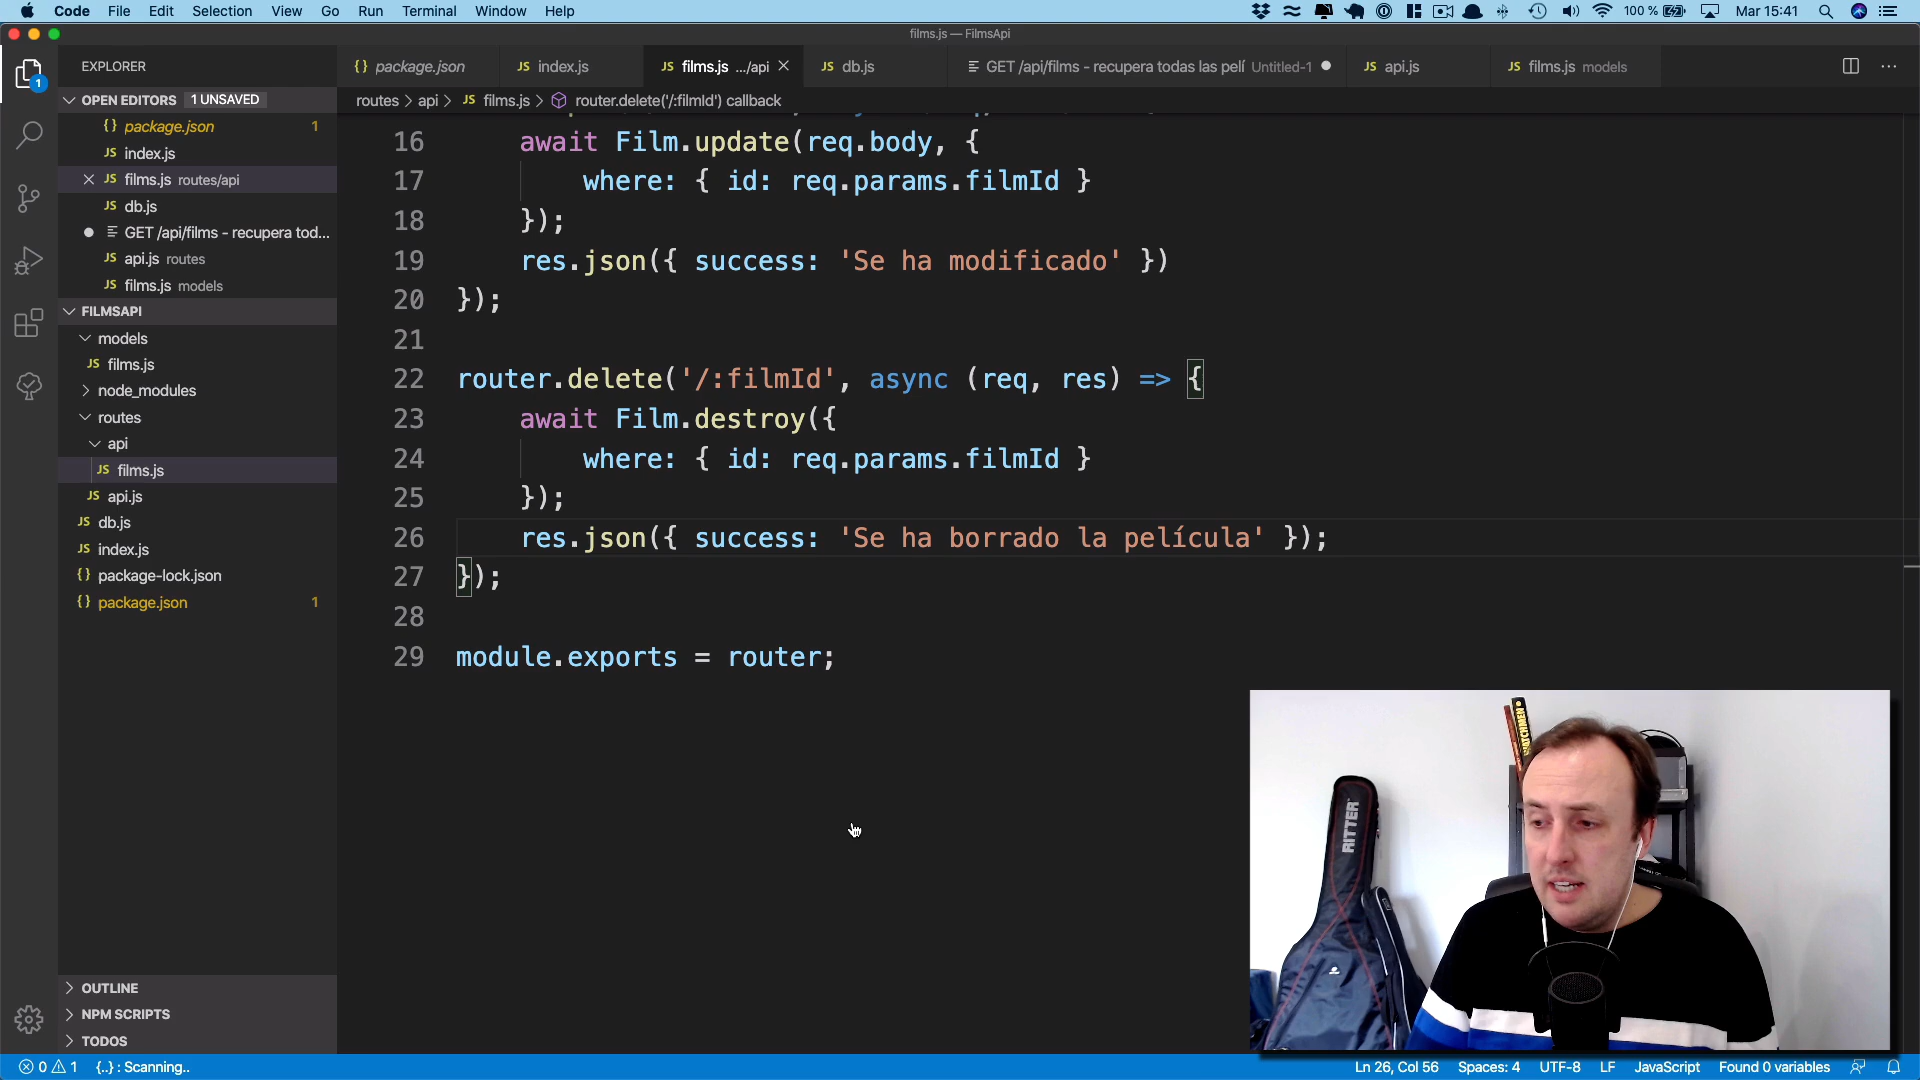 Code File Edit Selection View Go Run Terminal Window Help
100 % Mar 15:41
films.js — FilmsApi
EXPLORER
{} package.json JS index.js JS films.js .../api JS db.js GET /api/films - recupera todas las pelí Untitled-1 JS api.js JS films.js models
OPEN EDITORS 1 UNSAVED
routes > api > JS films.js > router.delete('/:filmId') callback
{} package.json 1
JS index.js
JS films.js routes/api
JS db.js
GET /api/films - recupera tod...
JS api.js routes
JS films.js models
FILMSAPI
models
JS films.js
node_modules
routes
api
JS films.js
JS api.js
JS db.js
JS index.js
{} package-lock.json
{} package.json 1
OUTLINE
NPM SCRIPTS
TODOS
16 await Film.update(req.body, {
17 where: { id: req.params.filmId }
18 });
19 res.json({ success: 'Se ha modificado' })
20 });
21
22 router.delete('/:filmId', async (req, res) => {
23 await Film.destroy({
24 where: { id: req.params.filmId }
25 });
26 res.json({ success: 'Se ha borrado la película' });
27 });
28
29 module.exports = router;
WATCHMEN
RITTER
0 1 {..} : Scanning.. Ln 26, Col 56 Spaces: 4 UTF-8 LF JavaScript Found 0 variables
1